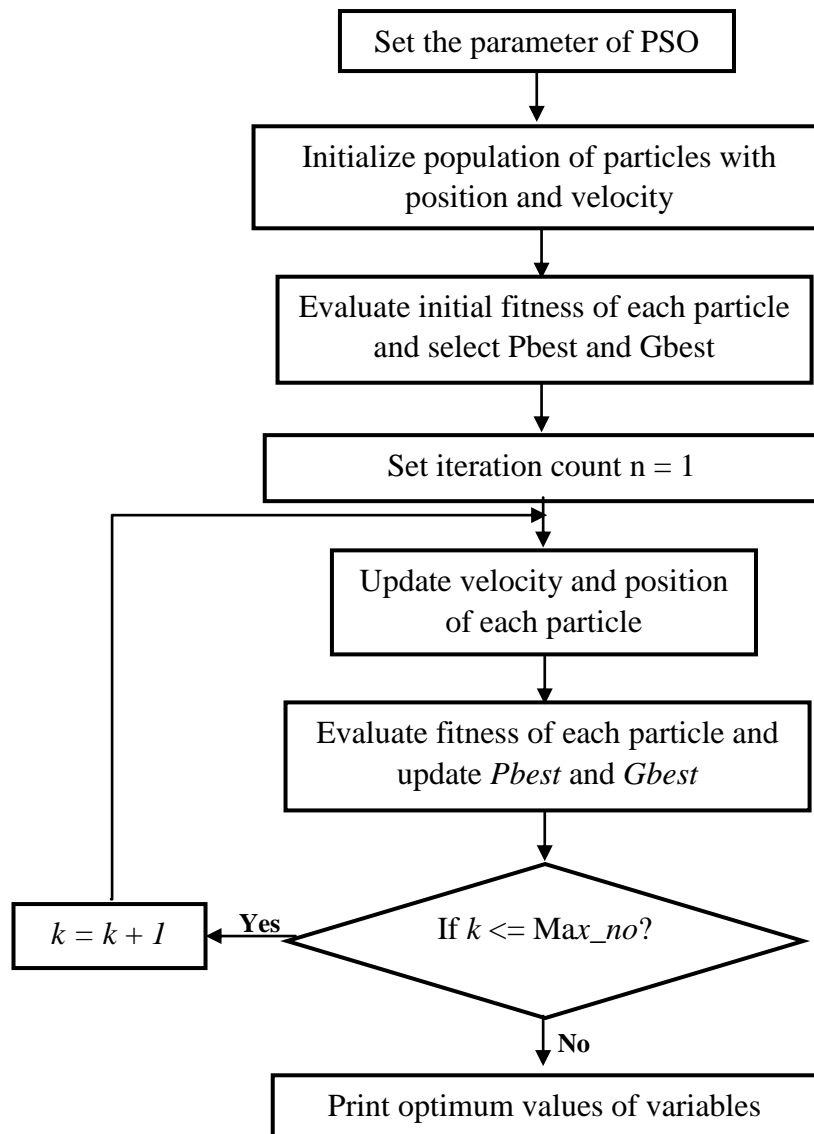 Set the parameter of PSO
Initialize population of particles with
position and velocity
Evaluate initial fitness of each particle
and select Pbest and Gbest
Set iteration count n = 1
Update velocity and position
of each particle
Evaluate fitness of each particle and
update Pbest and Gbest
If k <= Max_no?
Yes
k = k + 1
No
Print optimum values of variables